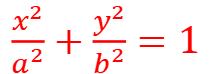 x²/a² + y²/b² = 1